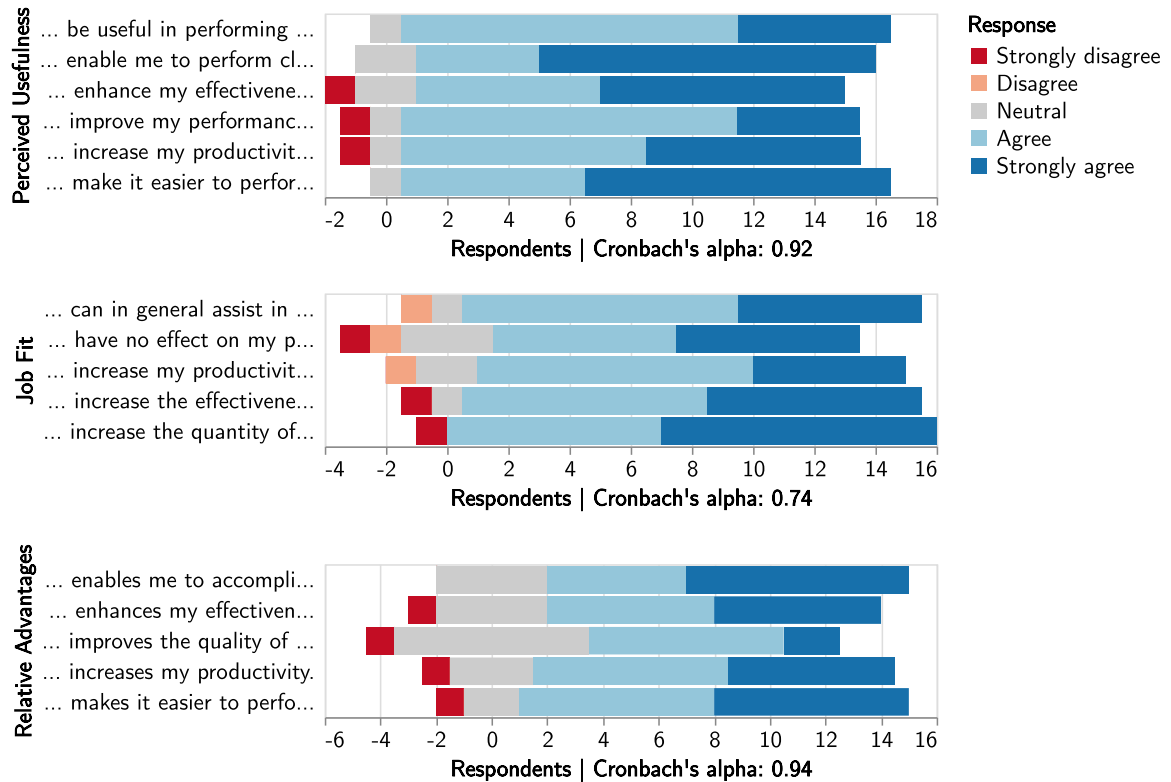 Perceived Usefulness
... be useful in performing ...
... enable me to perform cl...
... enhance my effectivene...
... improve my performanc...
... increase my productivit...
... make it easier to perfor...
-2 0 2 4 6 8 10 12 14 16 18
Respondents | Cronbach's alpha: 0.92
Response
Strongly disagree
Disagree
Neutral
Agree
Strongly agree
Job Fit
... can in general assist in ...
... have no effect on my p...
... increase my productivit...
... increase the effectivene...
... increase the quantity of...
-4 -2 0 2 4 6 8 10 12 14 16
Respondents | Cronbach's alpha: 0.74
Relative Advantages
... enables me to accompli...
... enhances my effectiven...
... improves the quality of ...
... increases my productivity.
... makes it easier to perfo...
-6 -4 -2 0 2 4 6 8 10 12 14 16
Respondents | Cronbach's alpha: 0.94